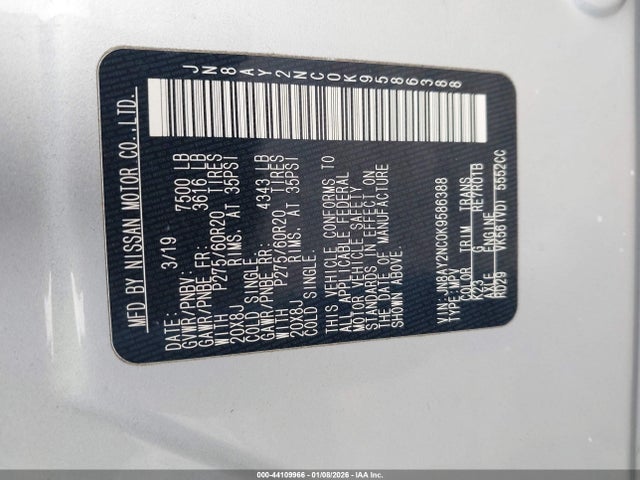 MFD BY NISSAN MOTOR CO.,LTD.
JN8AY2NC0K9586388
DATE: 3/19
GVWR/PNBV: 7500 LB
GAWR/PNBE FR: 3616 LB
WITH P275/60R20 TIRES
20X8J RIMS. AT 35PSI
COLD SINGLE.
GAWR/PNBE RR: 4343 LB
WITH P275/60R20 TIRES
20X8J RIMS. AT 35PSI
COLD SINGLE.
THIS VEHICLE CONFORMS TO
ALL APPLICABLE FEDERAL
MOTOR VEHICLE SAFETY
STANDARDS IN EFFECT ON
THE DATE OF MANUFACTURE
SHOWN ABOVE.
VIN:JN8AY2NC0K9586388
TYPE:MPV
COLOR TRIM TRANS
K23 G RE7R01B
AXLE ENGINE
R029 VK56(VD) 5552CC
000-44109966 - 01/08/2026 - IAA Inc.